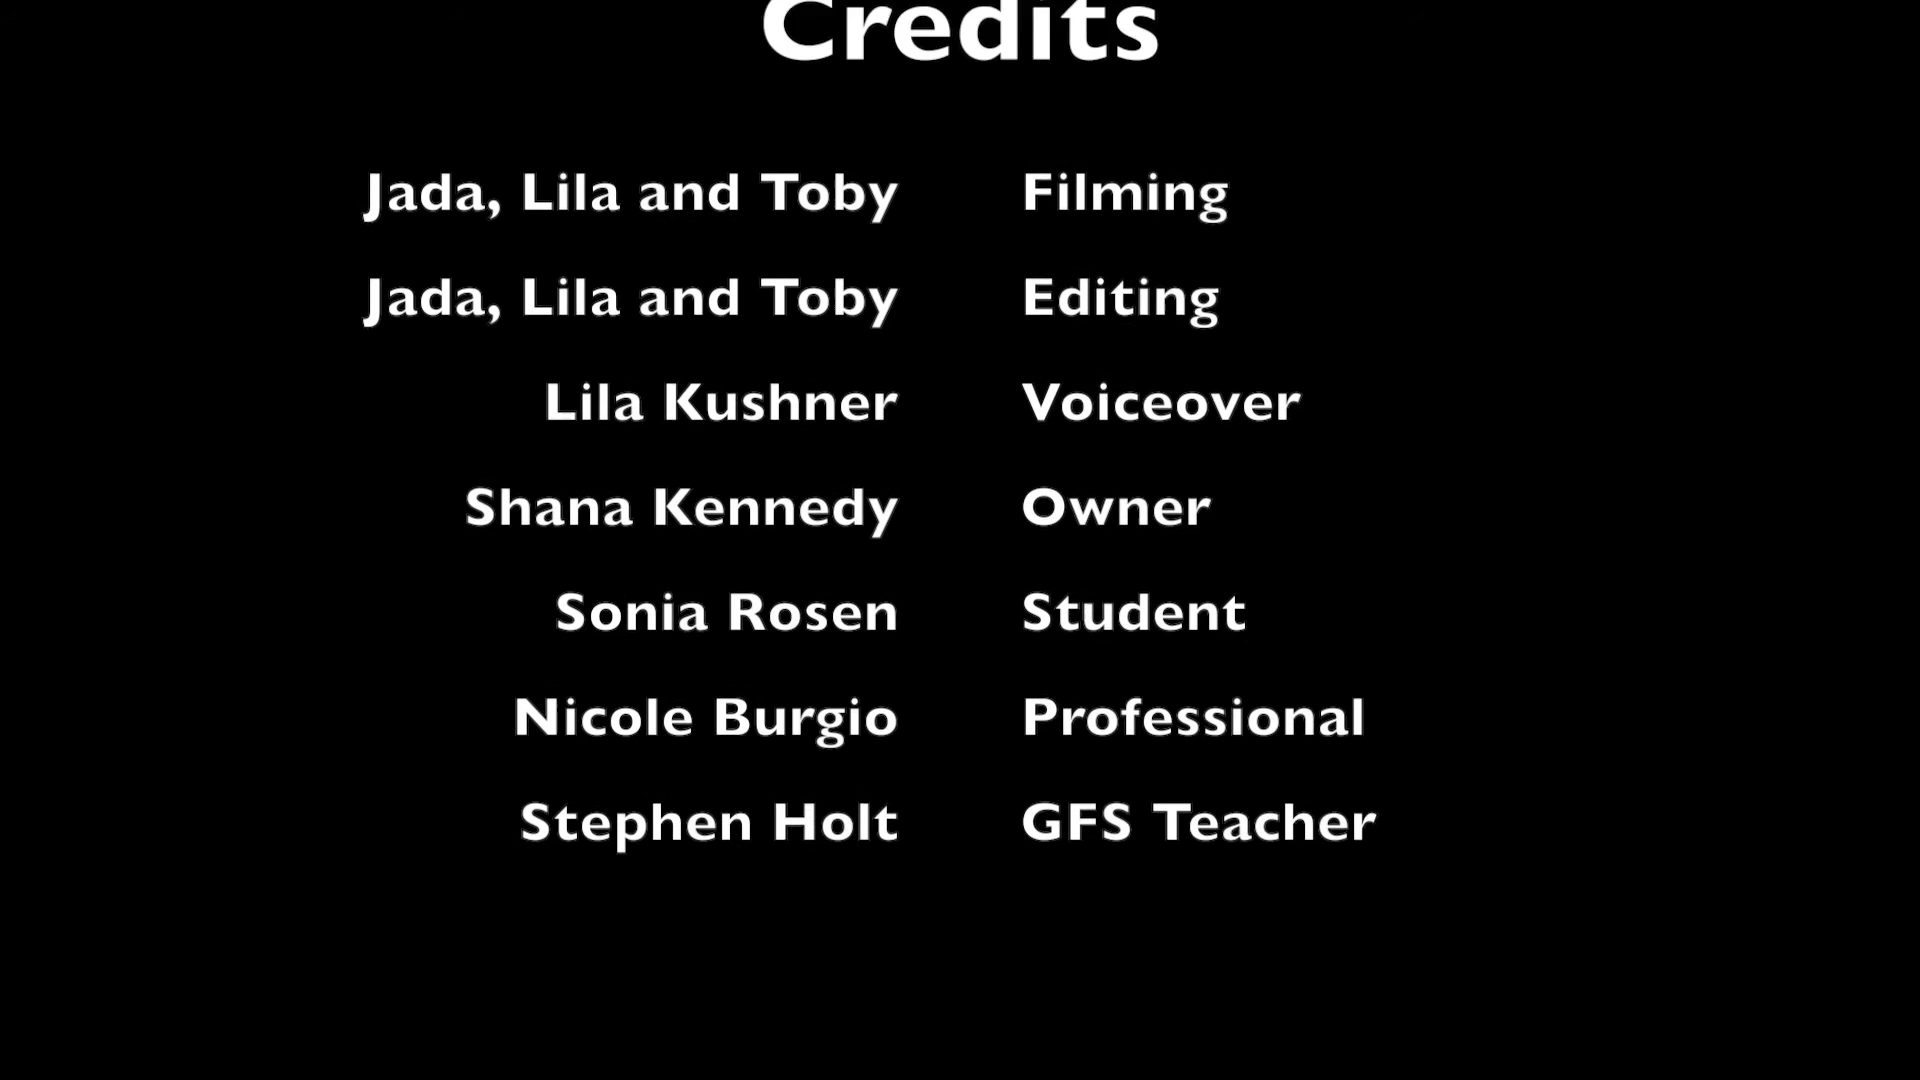 Credits
Jada, Lila and Toby Filming
Jada, Lila and Toby Editing
Lila Kushner Voiceover
Shana Kennedy Owner
Sonia Rosen Student
Nicole Burgio Professional
Stephen Holt GFS Teacher